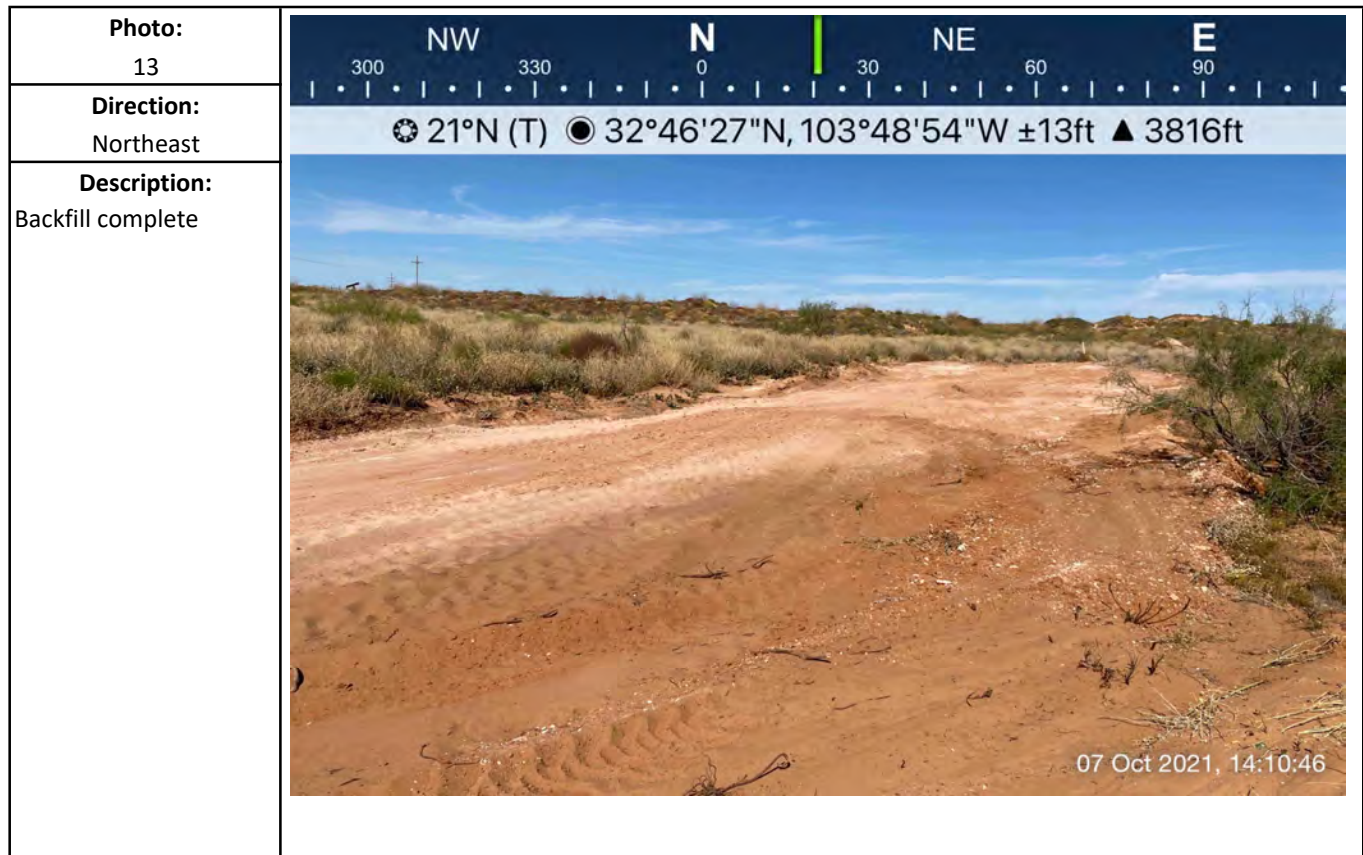 Photo:
13
Direction:
Northeast
Description:
Backfill complete
NW N NE E
300 330 0 30 60 90
21°N (T) 32°46'27"N, 103°48'54"W ±13ft ▲ 3816ft
07 Oct 2021, 14:10:46